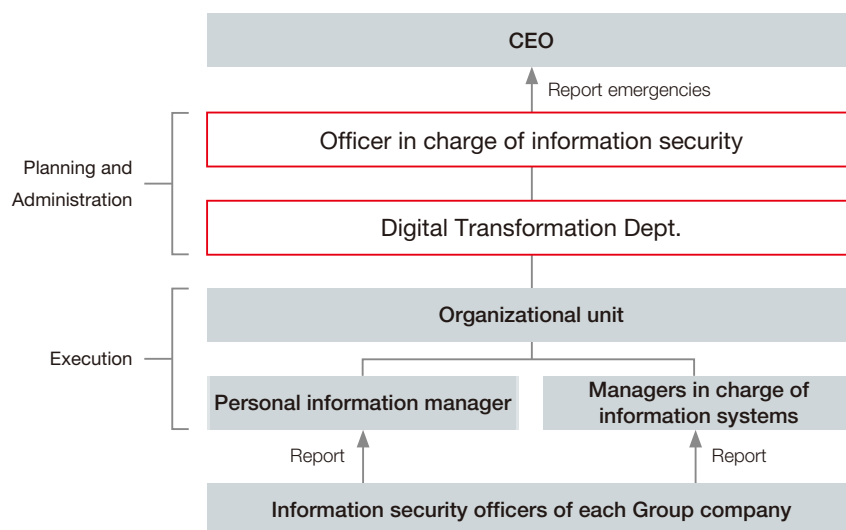 CEO
Report emergencies
Officer in charge of information security
Planning and
Administration
Digital Transformation Dept.
Organizational unit
Execution
Personal information manager
Managers in charge of
information systems
Report
Report
Information security officers of each Group company